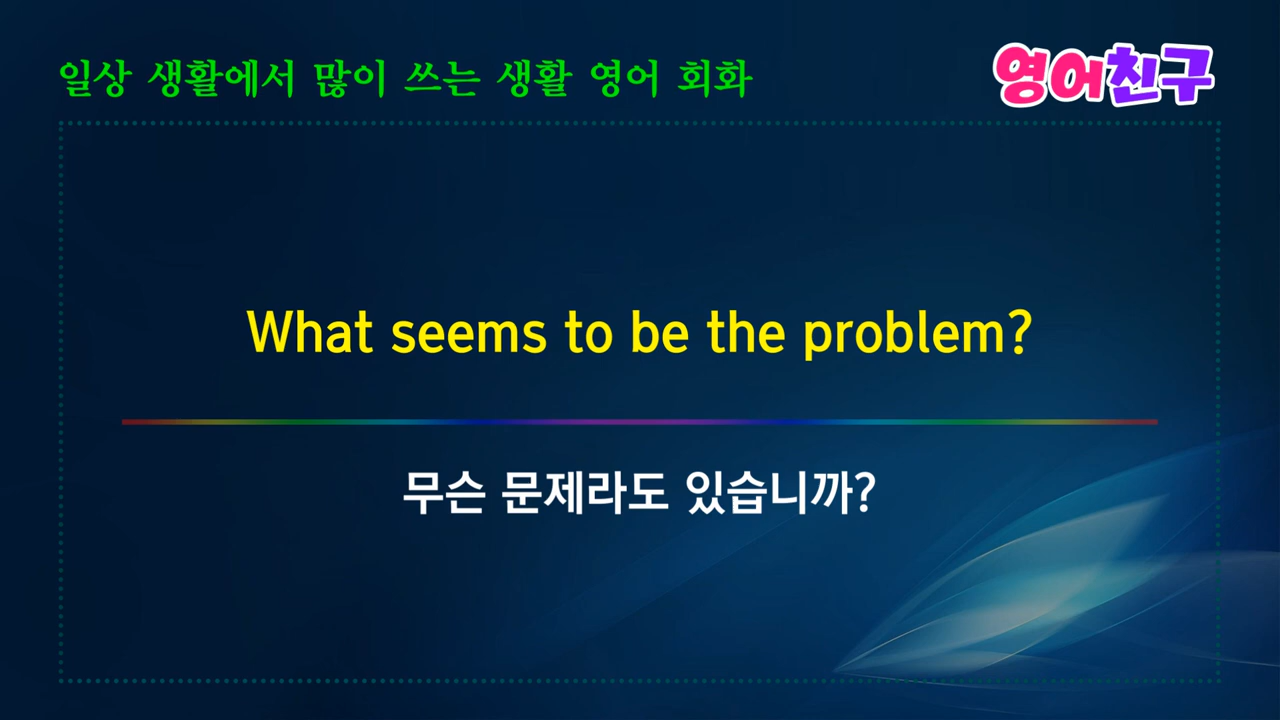 일상 생활에서 많이 쓰는 생활 영어 회화
영어친구
What seems to be the problem?
무슨 문제라도 있습니까?